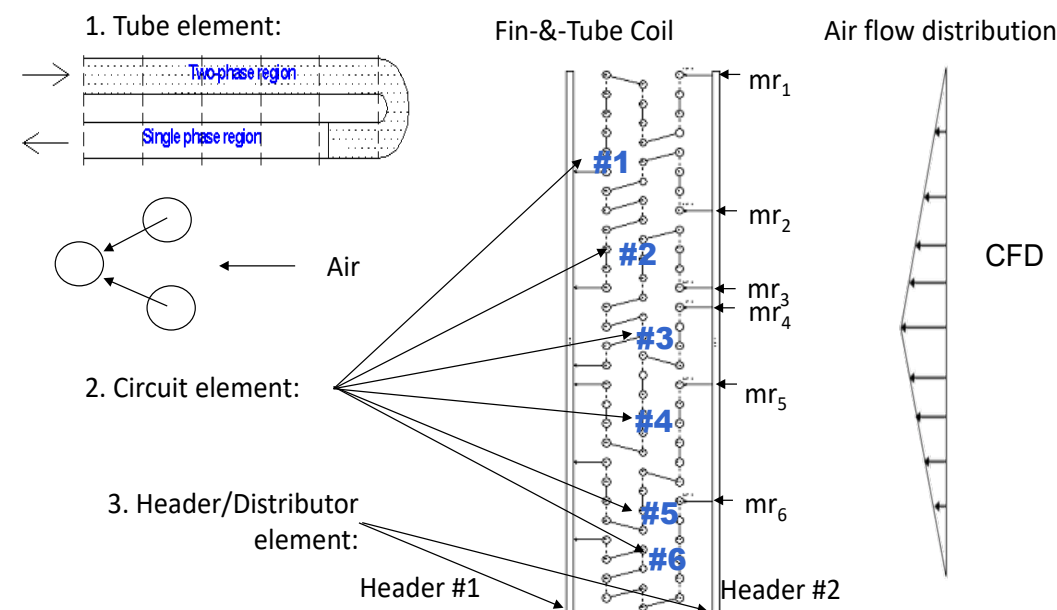 1. Tube element:
Two-phase region
Single phase region
Air
2. Circuit element:
3. Header/Distributor
element:
Fin-&-Tube Coil
#1
#2
#3
#4
#5
#6
mr1
mr2
mr3
mr4
mr5
mr6
Header #1
Header #2
Air flow distribution
CFD